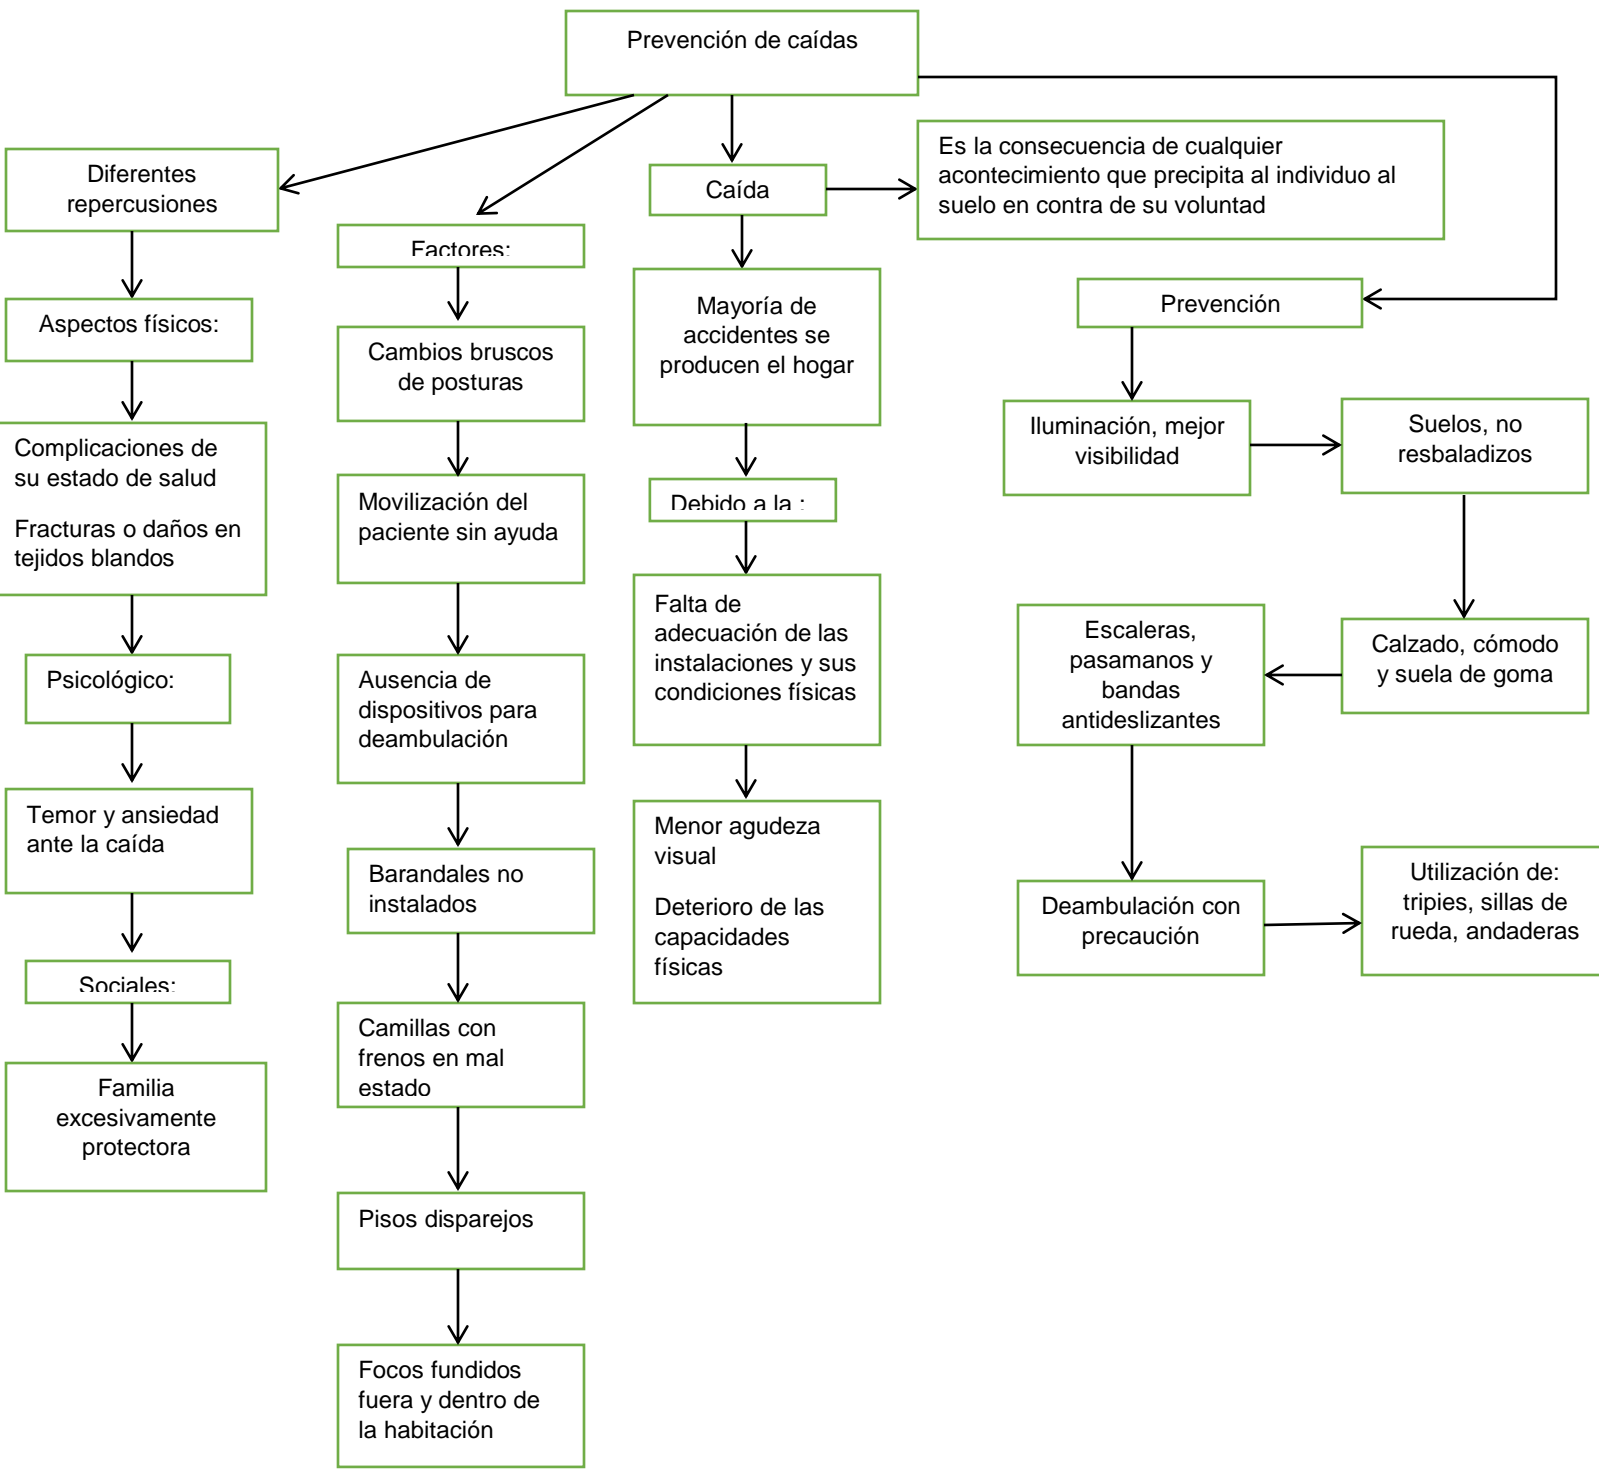 Prevención de caídas
Diferentes
repercusiones
Aspectos físicos:
Complicaciones de
su estado de salud
Fracturas o daños en
tejidos blandos
Psicológico:
Temor y ansiedad
ante la caída
Sociales:
Familia
excesivamente
protectora
Factores:
Cambios bruscos
de posturas
Movilización del
paciente sin ayuda
Ausencia de
dispositivos para
deambulación
Barandales no
instalados
Camillas con
frenos en mal
estado
Pisos disparejos
Focos fundidos
fuera y dentro de
la habitación
Caída
Es la consecuencia de cualquier
acontecimiento que precipita al individuo al
suelo en contra de su voluntad
Mayoría de
accidentes se
producen el hogar
Debido a la :
Falta de
adecuación de las
instalaciones y sus
condiciones físicas
Menor agudeza
visual
Deterioro de las
capacidades
físicas
Prevención
Iluminación, mejor
visibilidad
Suelos, no
resbaladizos
Calzado, cómodo
y suela de goma
Escaleras,
pasamanos y
bandas
antideslizantes
Deambulación con
precaución
Utilización de:
tripies, sillas de
rueda, andaderas